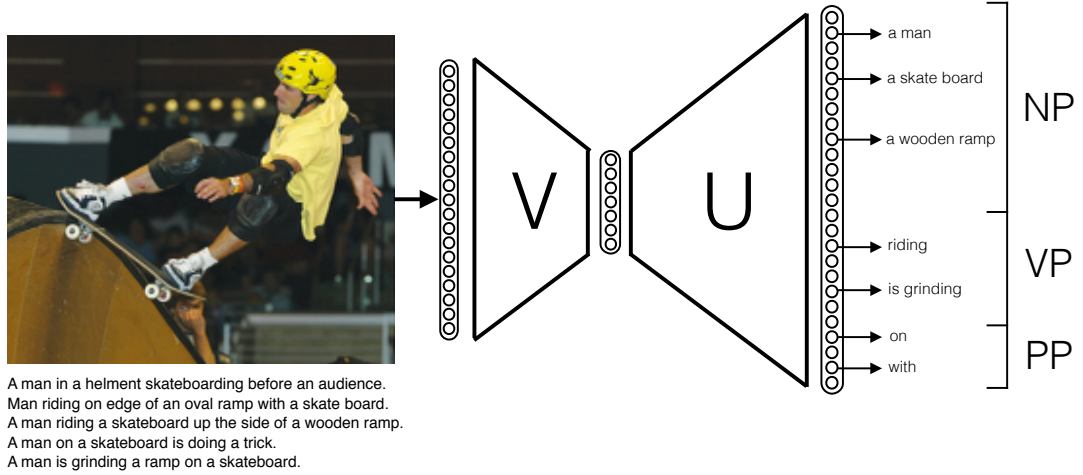 a man
a skate board
a wooden ramp
NP
V
U
riding
is grinding
VP
on
with
PP
A man in a helment skateboarding before an audience.
Man riding on edge of an oval ramp with a skate board.
A man riding a skateboard up the side of a wooden ramp.
A man on a skateboard is doing a trick.
A man is grinding a ramp on a skateboard.